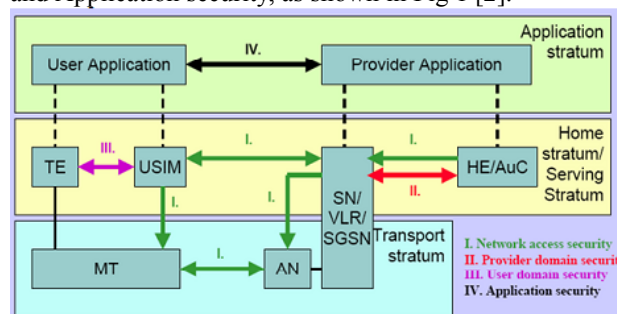 and Application security, as shown in Fig 1 [2].
IV.
User Application
Provider Application
Application
stratum
I.
I.
III.
TE
USIM
HE/AuC
Home
stratum/
Serving
Stratum
II.
I.
I.
SN/
VLR/
SGSN
Transport
stratum
MT
I.
AN
I. Network access security
II. Provider domain securit
III. User domain security
IV. Application security